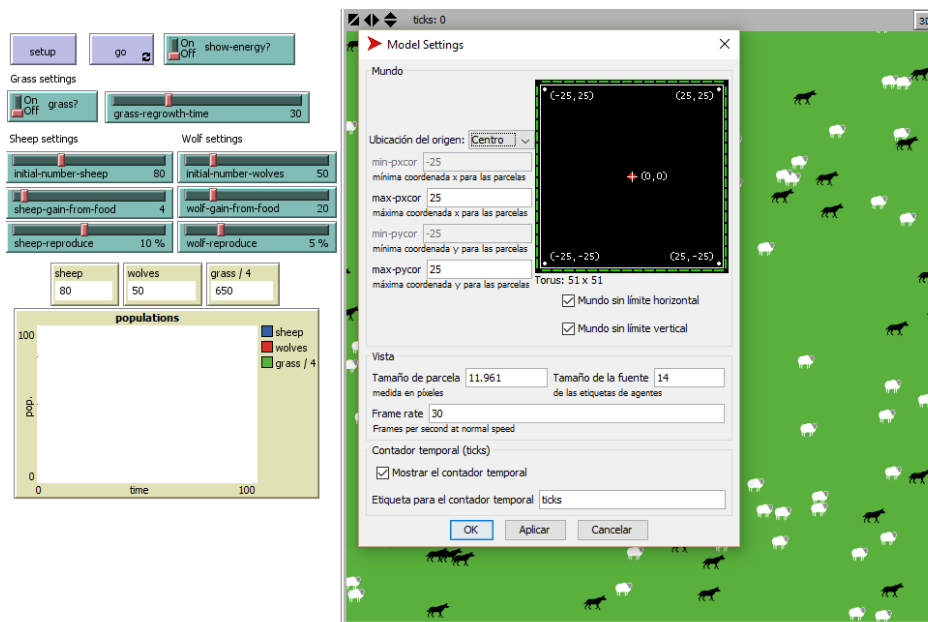 setup
go
On
Off
show-energy?
Grass settings
On
Off
grass?
grass-regrowth-time 30
Sheep settings
Wolf settings
initial-number-sheep 80
initial-number-wolves 50
sheep-gain-from-food 4
wolf-gain-from-food 20
sheep-reproduce 10 %
wolf-reproduce 5 %
sheep
80
wolves
50
grass / 4
650
populations
100
pop.
0
0
time
100
sheep
wolves
grass / 4
ticks: 0
3D
Model Settings
Mundo
Ubicación del origen: Centro
min-pxcor -25
mínima coordenada x para las parcelas
max-pxcor 25
máxima coordenada x para las parcelas
min-pycor -25
mínima coordenada y para las parcelas
max-pycor 25
máxima coordenada y para las parcelas
(-25,25)
(25,25)
(0,0)
(-25,-25)
(25,-25)
Torus: 51 x 51
Mundo sin límite horizontal
Mundo sin límite vertical
Vista
Tamaño de parcela 11.961
medida en píxeles
Tamaño de la fuente 14
de las etiquetas de agentes
Frame rate 30
Frames per second at normal speed
Contador temporal (ticks)
Mostrar el contador temporal
Etiqueta para el contador temporal ticks
OK
Aplicar
Cancelar